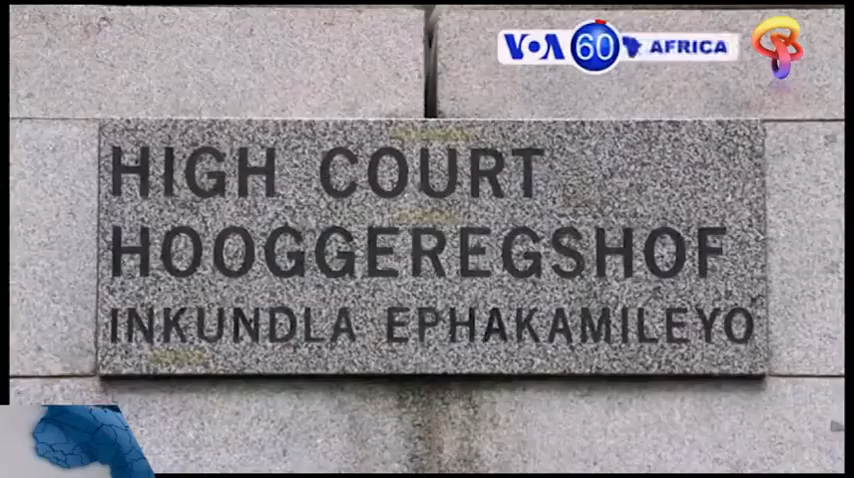 VOA 60 AFRICA
HIGH COURT
HOOGGEREGSHOF
INKUNDLA EPHAKAMILEYO